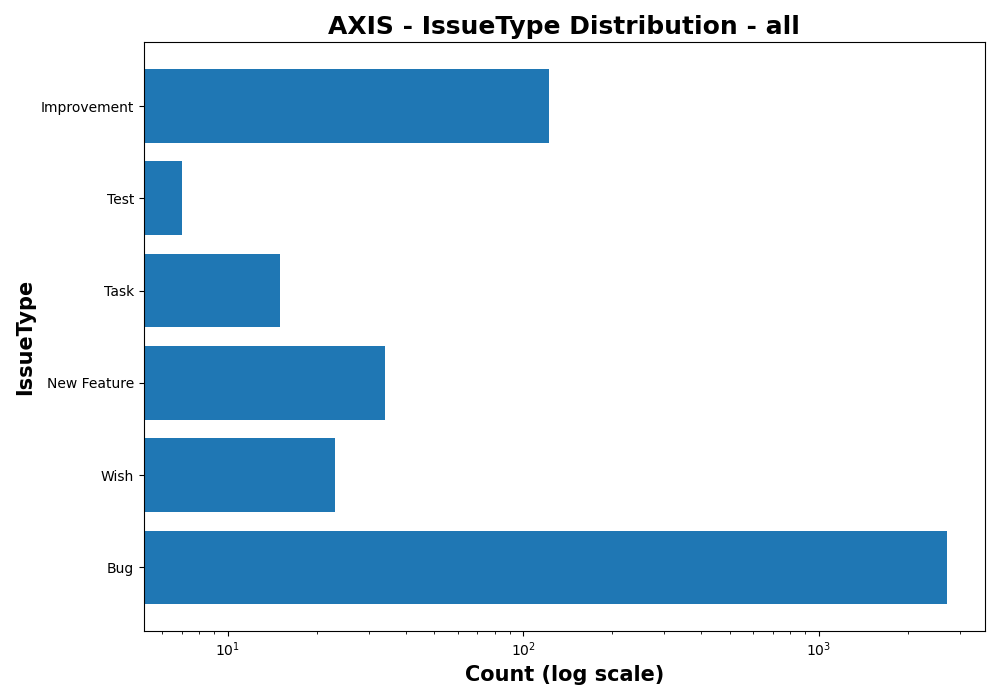 AXIS - IssueType Distribution - all
IssueType
Improvement
Test
Task
New Feature
Wish
Bug
10¹ 10² 10³
Count (log scale)